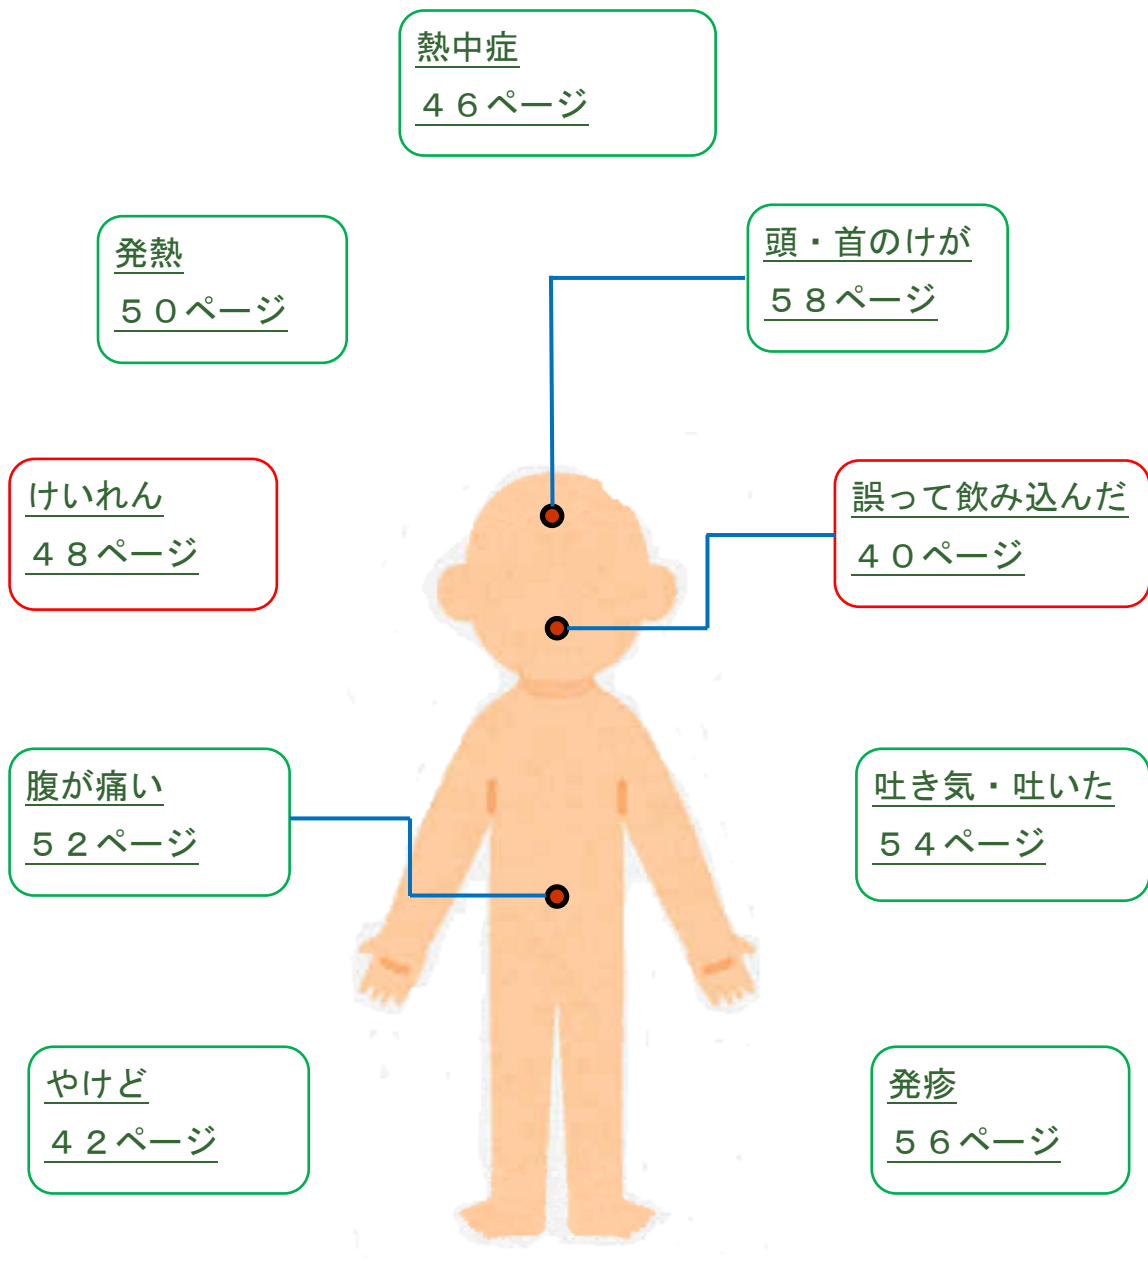 熱中症
４６ページ
発熱
５０ページ
頭・首のけが
５８ページ
けいれん
４８ページ
誤って飲み込んだ
４０ページ
腹が痛い
５２ページ
吐き気・吐いた
５４ページ
やけど
４２ページ
発疹
５６ページ